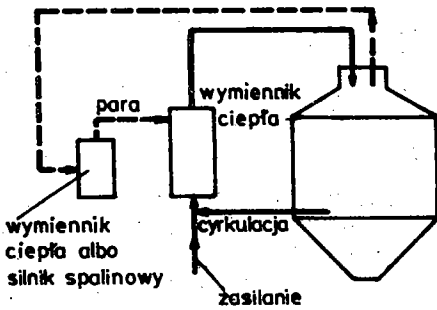 para
wymiennik
ciepła
wymiennik
ciepła albo
silnik spalinowy
cyrkulacja
zasilanie